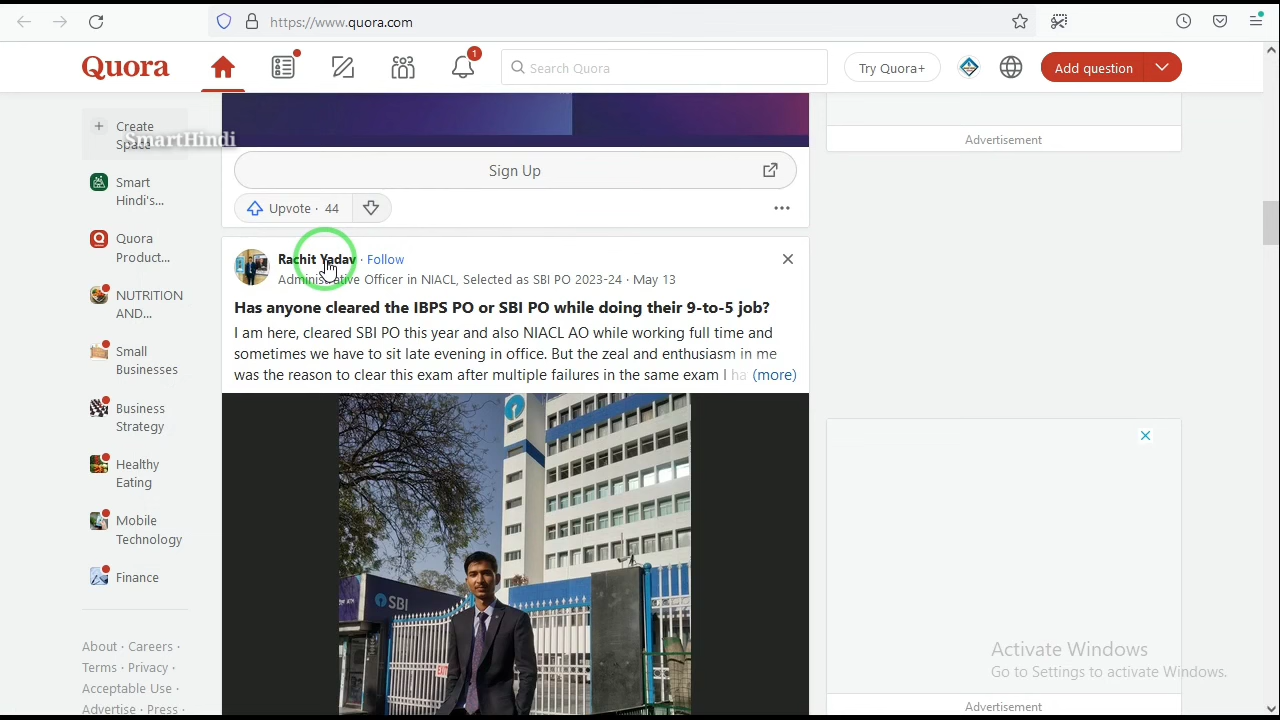 https://www.quora.com
Quora
1
Search Quora
Try Quora+
Add question
Create
Space
SmartHindi
Smart
Hindi's...
Quora
Product...
NUTRITION
AND...
Small
Businesses
Business
Strategy
Healthy
Eating
Mobile
Technology
Finance
About · Careers ·
Terms · Privacy ·
Acceptable Use ·
Advertise · Press ·
Sign Up
Upvote · 44
Rachit Yadav · Follow
Administrative Officer in NIACL, Selected as SBI PO 2023-24 · May 13
Has anyone cleared the IBPS PO or SBI PO while doing their 9-to-5 job?
I am here, cleared SBI PO this year and also NIACL AO while working full time and
sometimes we have to sit late evening in office. But the zeal and enthusiasm in me
was the reason to clear this exam after multiple failures in the same exam I ha (more)
SBI
Advertisement
Activate Windows
Go to Settings to activate Windows.
Advertisement